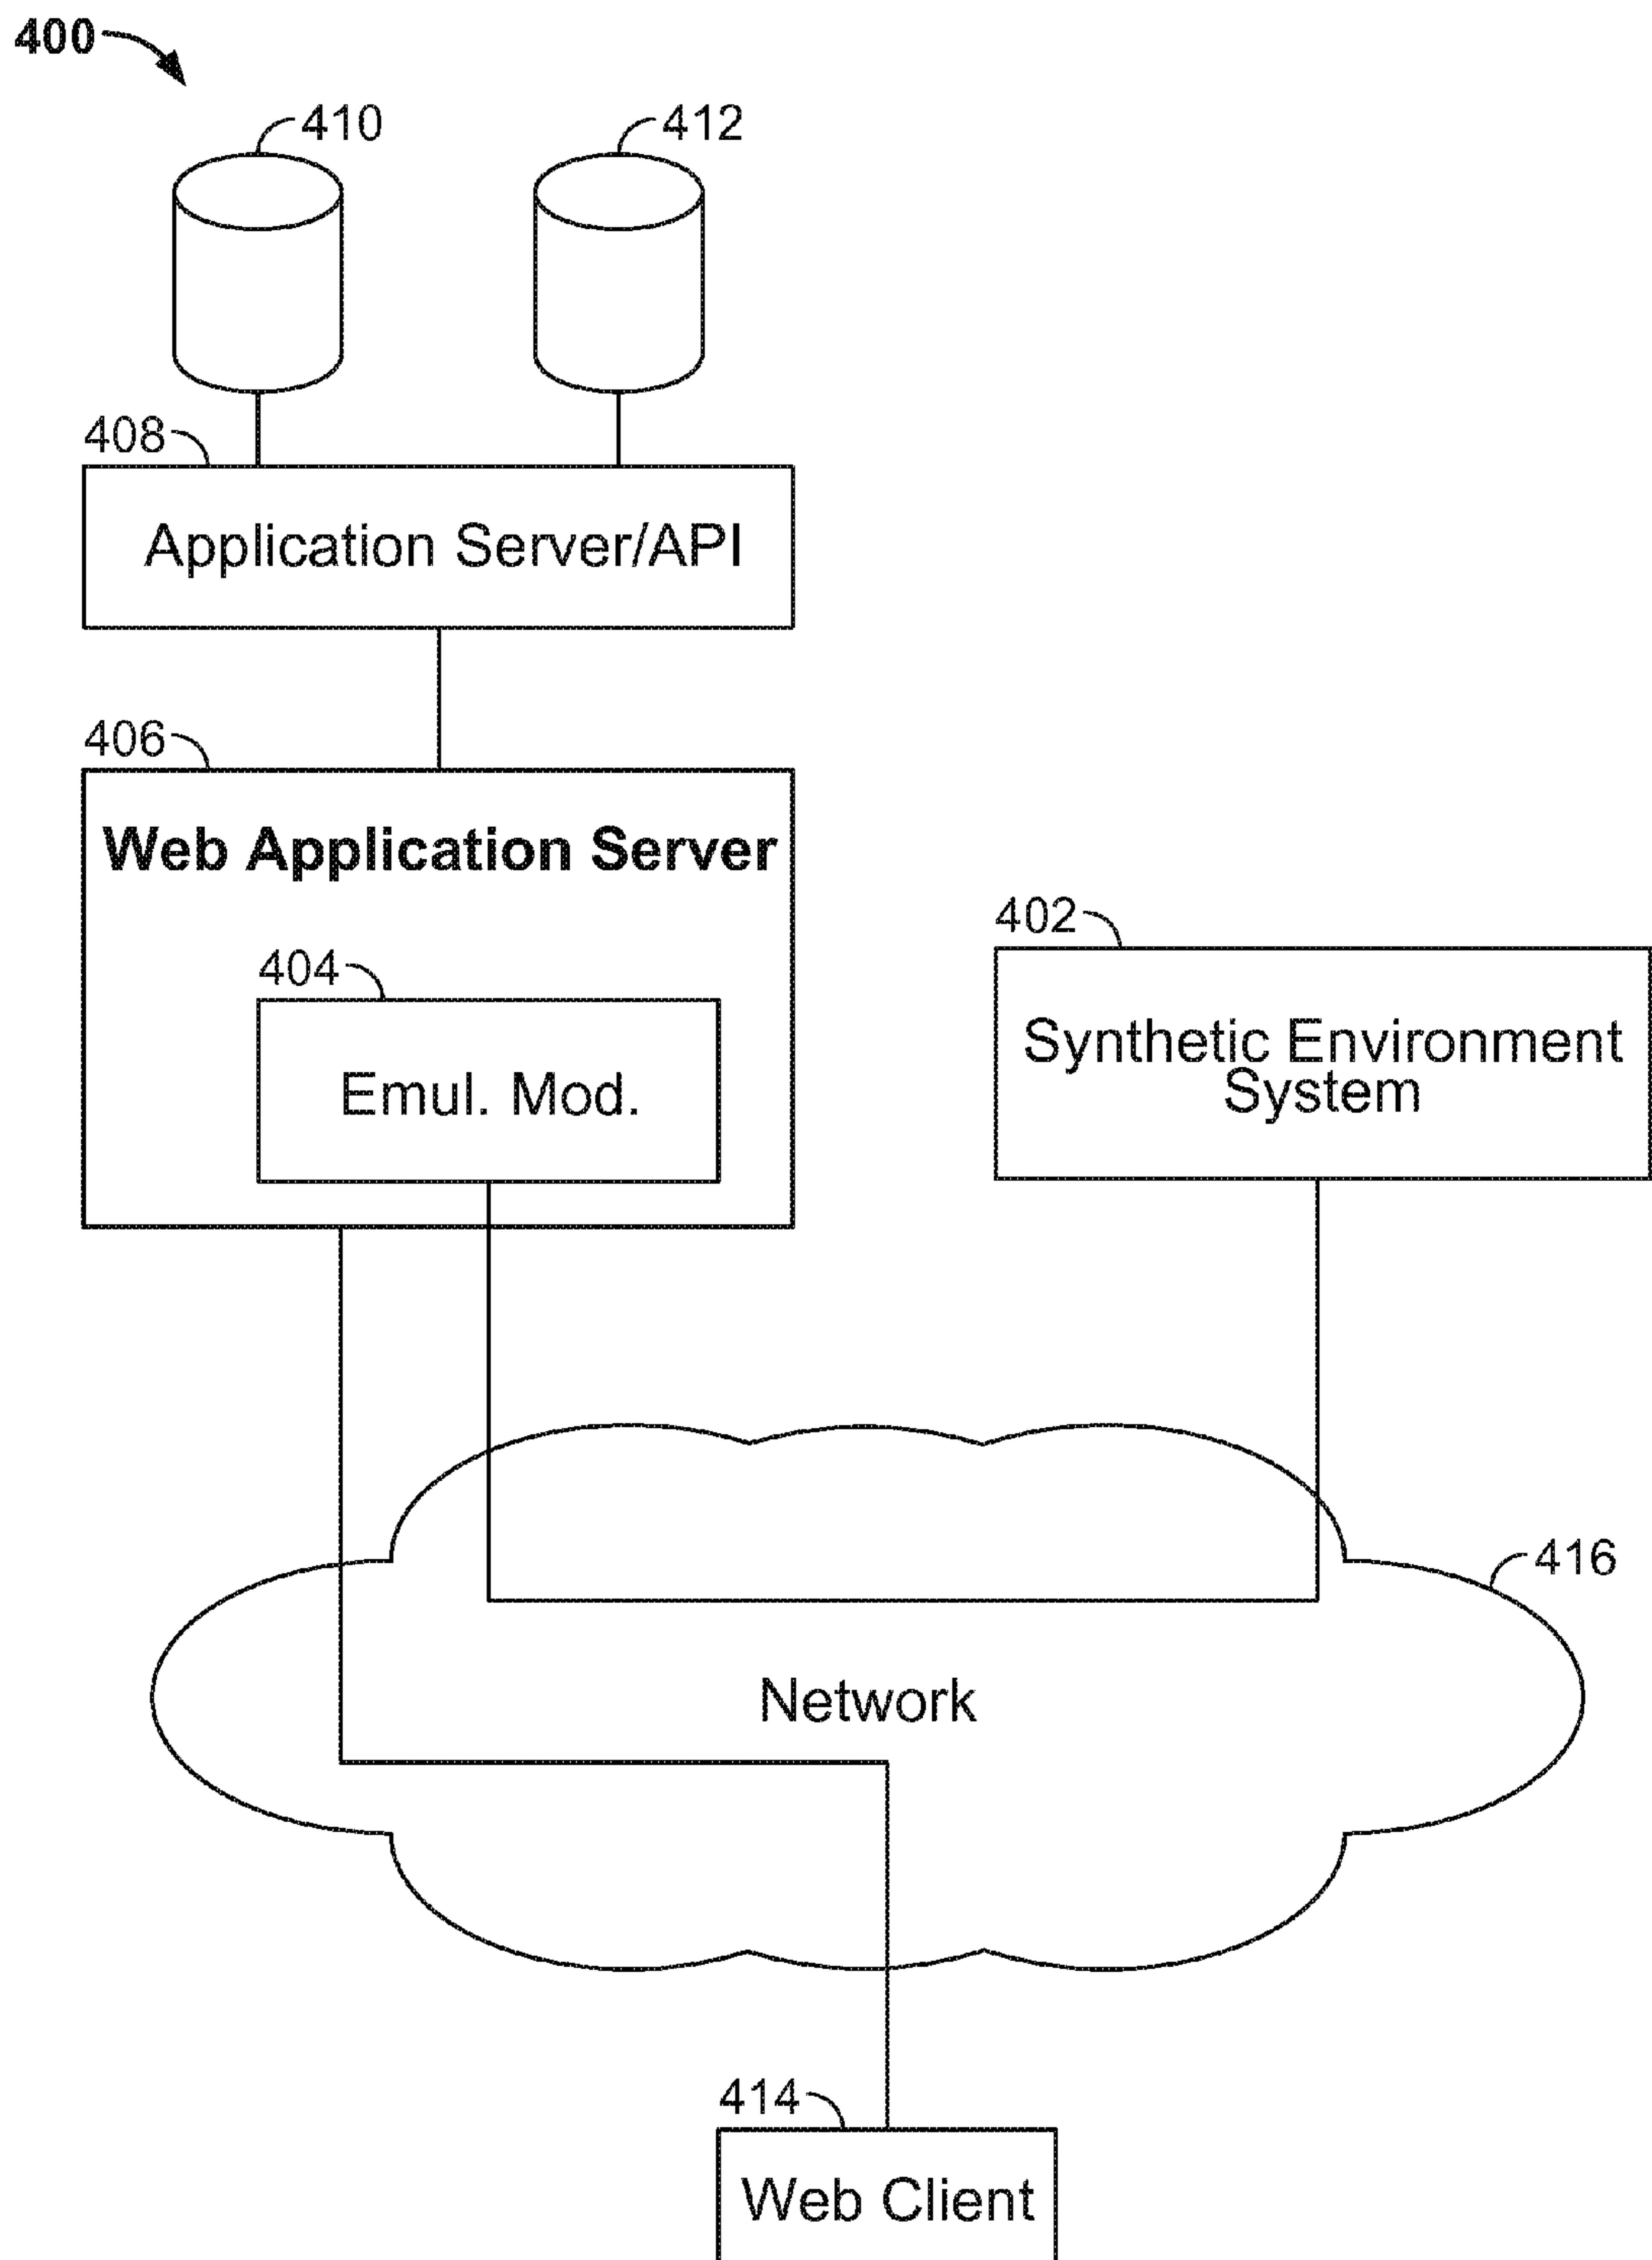 400
410
412
408
Application Server/API
406
Web Application Server
402
404
Synthetic Environment
System
Emul. Mod.
416
Network
414
Web Client